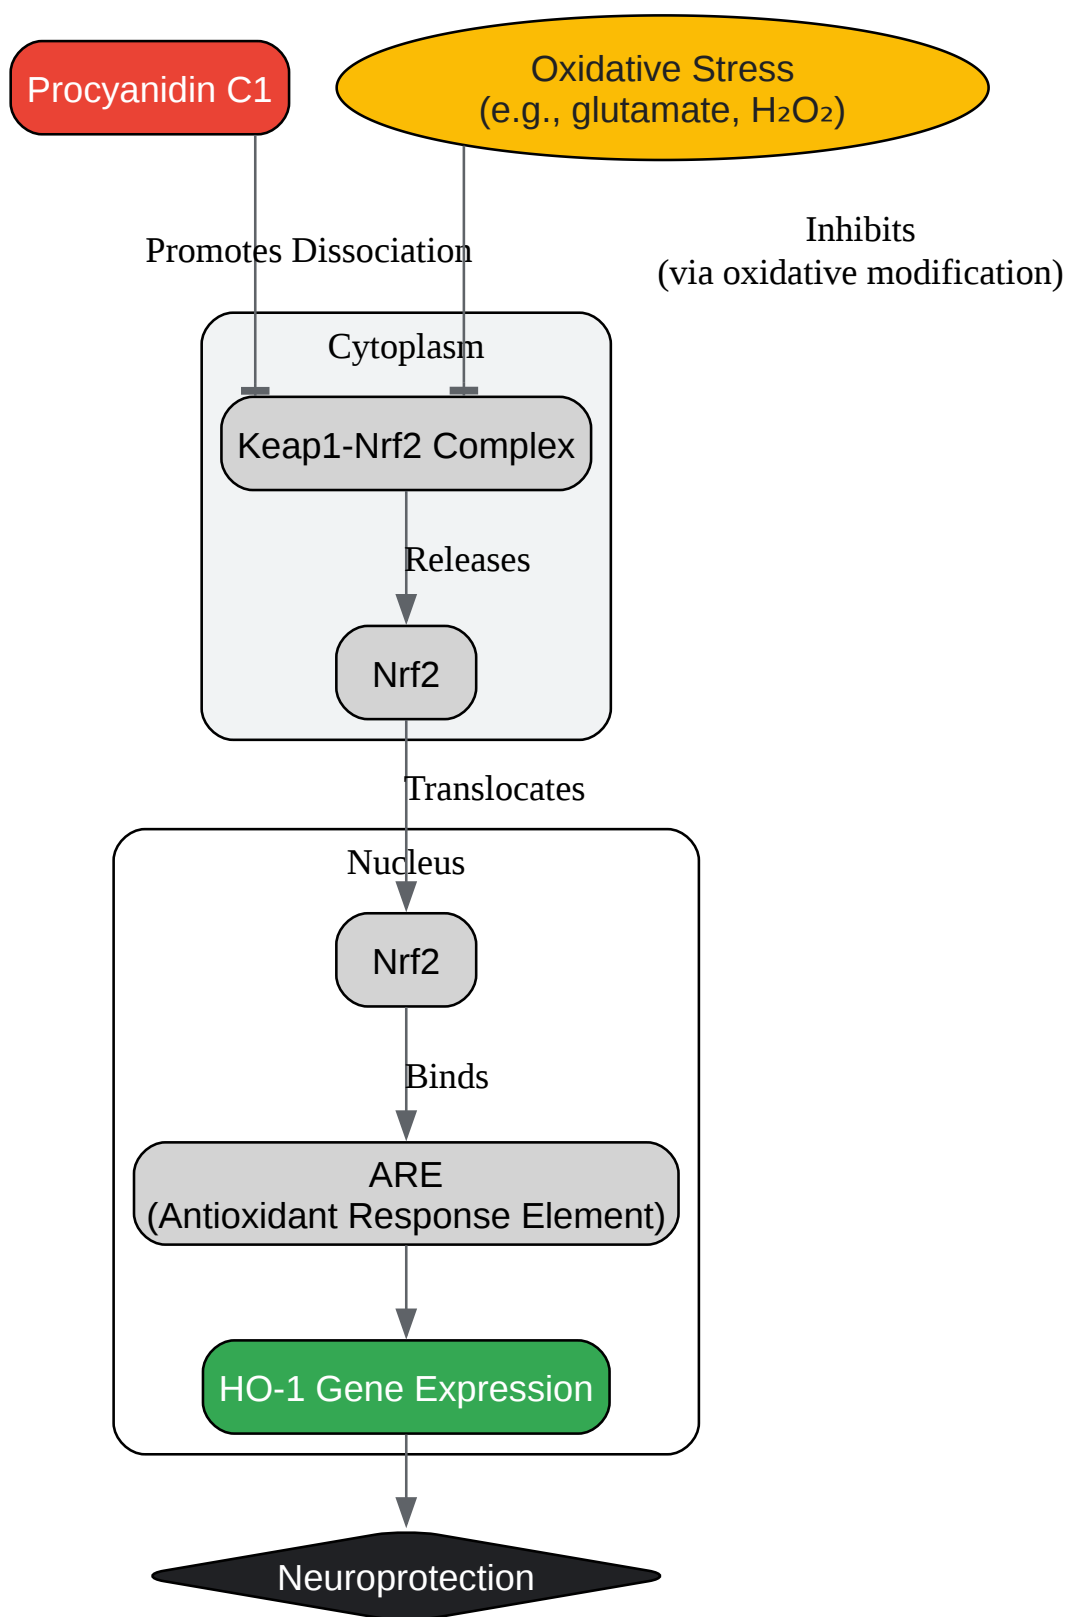 Procyanidin C1
Oxidative Stress
(e.g., glutamate, H₂O₂)
Promotes Dissociation
Inhibits
(via oxidative modification)
Cytoplasm
Keap1-Nrf2 Complex
Releases
Nrf2
Translocates
Nucleus
Nrf2
Binds
ARE
(Antioxidant Response Element)
HO-1 Gene Expression
Neuroprotection